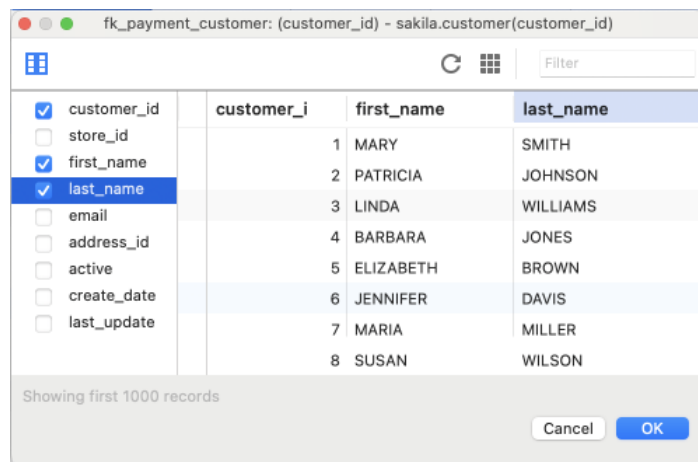 fk_payment_customer: (customer_id) - sakila.customer(customer_id)
Filter
customer_id
store_id
first_name
last_name
email
address_id
active
create_date
last_update
customer_i first_name last_name
1 MARY SMITH
2 PATRICIA JOHNSON
3 LINDA WILLIAMS
4 BARBARA JONES
5 ELIZABETH BROWN
6 JENNIFER DAVIS
7 MARIA MILLER
8 SUSAN WILSON
Showing first 1000 records
Cancel OK